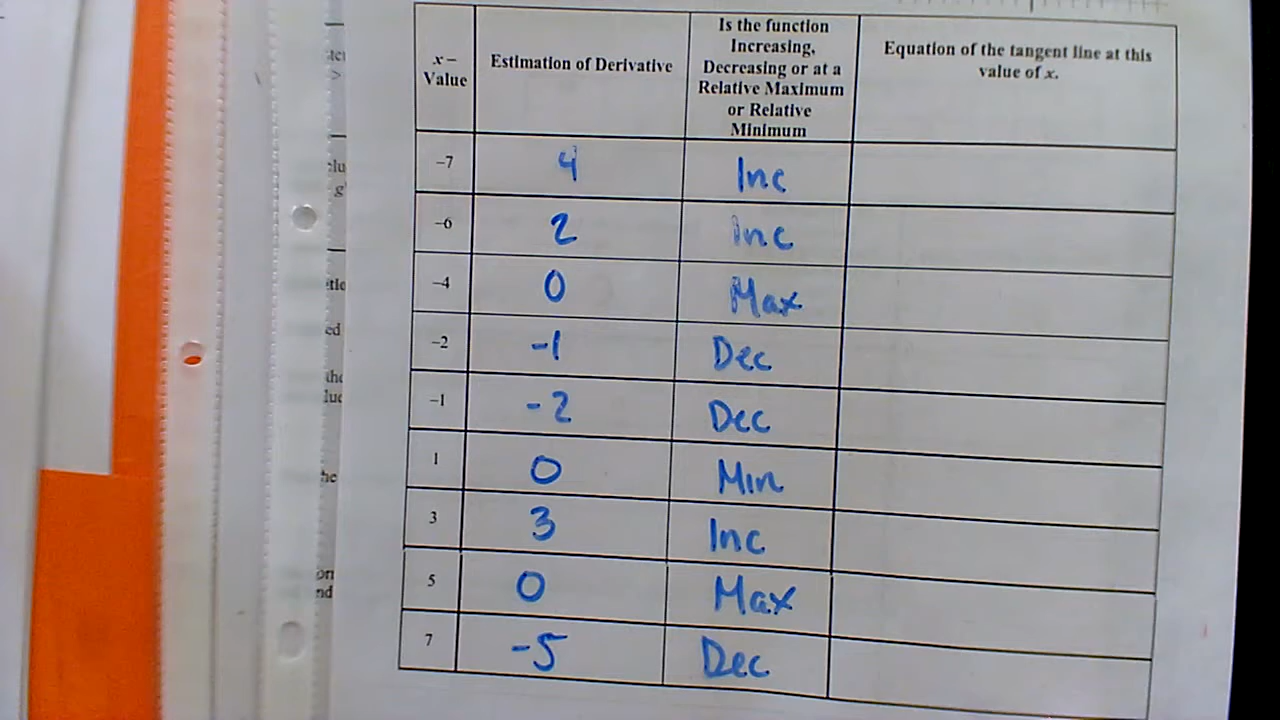 x –
Value
Estimation of Derivative
Is the function
Increasing,
Decreasing or at a
Relative Maximum
or Relative
Minimum
Equation of the tangent line at this
value of x.
–7
4
Inc
–6
2
Inc
–4
0
Max
–2
-1
Dec
–1
-2
Dec
1
0
Min
3
3
Inc
5
0
Max
7
-5
Dec